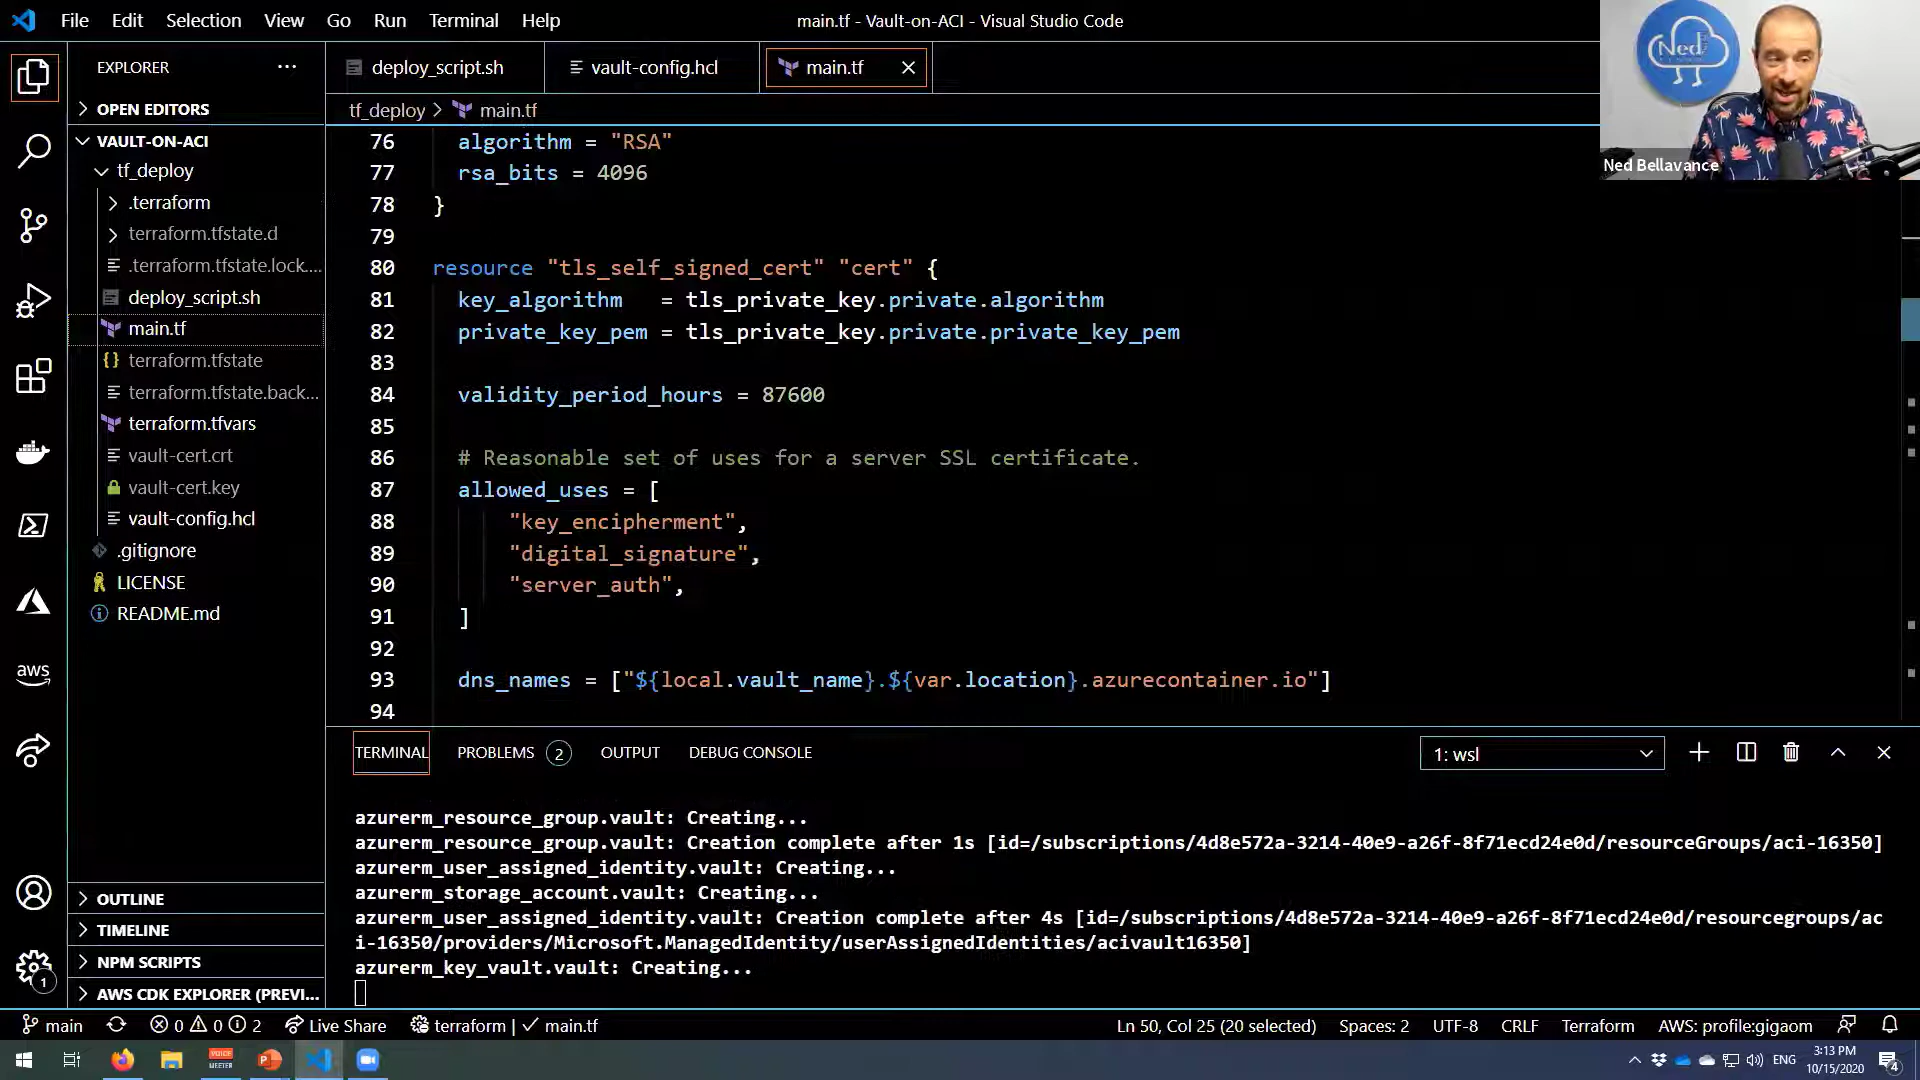 File Edit Selection View Go Run Terminal Help
main.tf - Vault-on-ACI - Visual Studio Code
Ned
Ned Bellavance
EXPLORER
OPEN EDITORS
VAULT-ON-ACI
tf_deploy
.terraform
terraform.tfstate.d
.terraform.tfstate.lock....
deploy_script.sh
main.tf
terraform.tfstate
terraform.tfstate.back...
terraform.tfvars
vault-cert.crt
vault-cert.key
vault-config.hcl
.gitignore
LICENSE
README.md
OUTLINE
TIMELINE
NPM SCRIPTS
AWS CDK EXPLORER (PREVI...
aws
1
deploy_script.sh
vault-config.hcl
main.tf
tf_deploy > main.tf
76 algorithm = "RSA"
77 rsa_bits = 4096
78 }
79
80 resource "tls_self_signed_cert" "cert" {
81 key_algorithm = tls_private_key.private.algorithm
82 private_key_pem = tls_private_key.private.private_key_pem
83
84 validity_period_hours = 87600
85
86 # Reasonable set of uses for a server SSL certificate.
87 allowed_uses = [
88 "key_encipherment",
89 "digital_signature",
90 "server_auth",
91 ]
92
93 dns_names = ["${local.vault_name}.${var.location}.azurecontainer.io"]
94
TERMINAL PROBLEMS 2 OUTPUT DEBUG CONSOLE
1: wsl
azurerm_resource_group.vault: Creating...
azurerm_resource_group.vault: Creation complete after 1s [id=/subscriptions/4d8e572a-3214-40e9-a26f-8f71ecd24e0d/resourceGroups/aci-16350]
azurerm_user_assigned_identity.vault: Creating...
azurerm_storage_account.vault: Creating...
azurerm_user_assigned_identity.vault: Creation complete after 4s [id=/subscriptions/4d8e572a-3214-40e9-a26f-8f71ecd24e0d/resourcegroups/ac
i-16350/providers/Microsoft.ManagedIdentity/userAssignedIdentities/acivault16350]
azurerm_key_vault.vault: Creating...
main 0 0 2 Live Share terraform | ✓ main.tf
Ln 50, Col 25 (20 selected) Spaces: 2 UTF-8 CRLF Terraform AWS: profile:gigaom
VOICE
MEETER
ENG
3:13 PM
10/15/2020
4